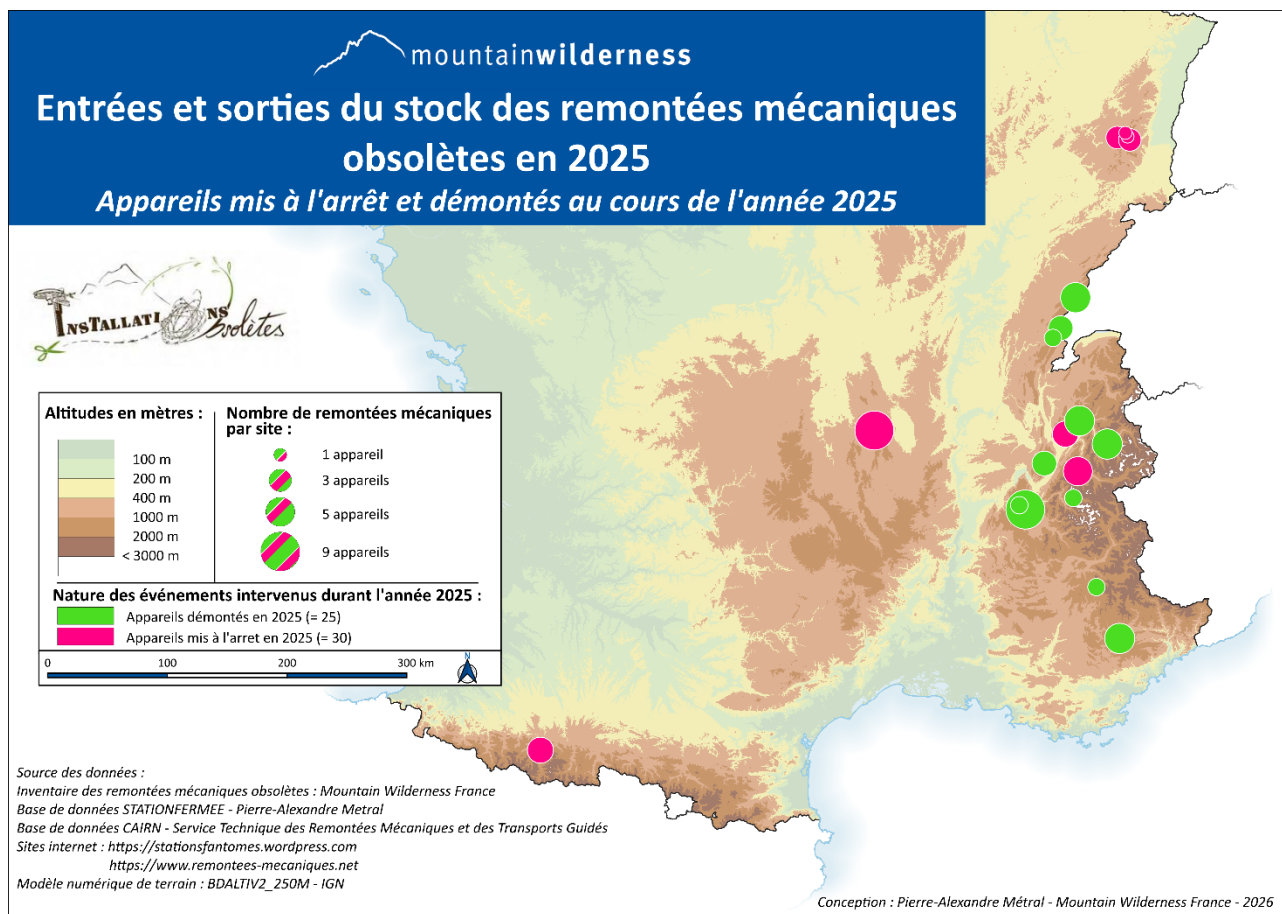 mountainwilderness
Entrées et sorties du stock des remontées mécaniques
obsolètes en 2025
Appareils mis à l'arrêt et démontés au cours de l'année 2025
INSTALLATIONS
Obsolètes
Altitudes en mètres :
100 m
200 m
400 m
1000 m
2000 m
< 3000 m
Nombre de remontées mécaniques
par site :
1 appareil
3 appareils
5 appareils
9 appareils
Nature des événements intervenus durant l'année 2025 :
Appareils démontés en 2025 (= 25)
Appareils mis à l'arret en 2025 (= 30)
0 100 200 300 km
N
Source des données :
Inventaire des remontées mécaniques obsolètes : Mountain Wilderness France
Base de données STATIONFERMEE - Pierre-Alexandre Metral
Base de données CAIRN - Service Technique des Remontées Mécaniques et des Transports Guidés
Sites internet : https://stationsfantomes.wordpress.com
https://www.remontees-mecaniques.net
Modèle numérique de terrain : BDALTIV2_250M - IGN
Conception : Pierre-Alexandre Métral - Mountain Wilderness France - 2026